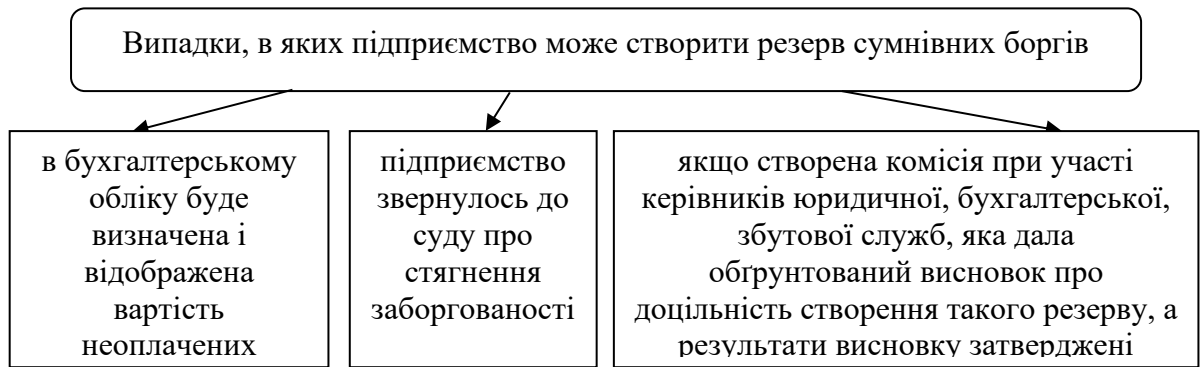 Випадки, в яких підприємство може створити резерв сумнівних боргів
в бухгалтерському
обліку буде
визначена і
відображена
вартість
неоплачених
підприємство
звернулось до
суду про
стягнення
заборгованості
якщо створена комісія при участі
керівників юридичної, бухгалтерської,
збутової служб, яка дала
обґрунтований висновок про
доцільність створення такого резерву, а
результати висновку затверджені